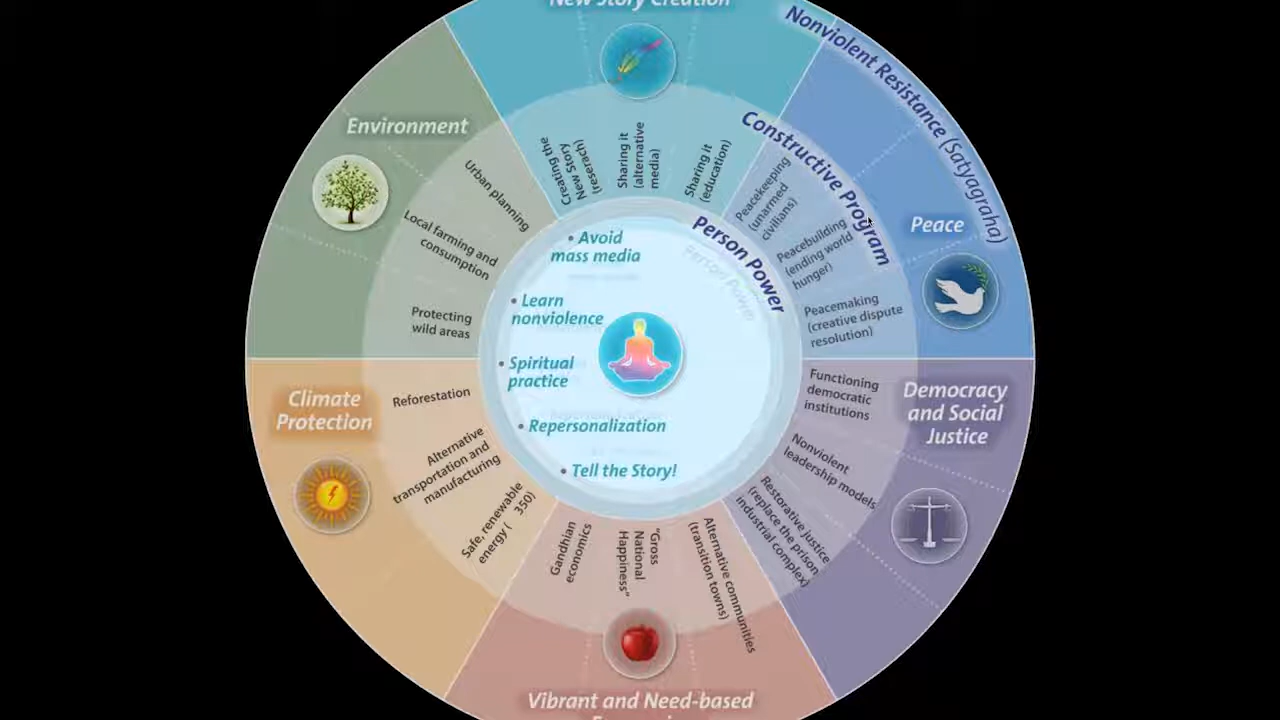 New Story Creation
Nonviolent Resistance (Satyagraha)
Constructive Program
Person Power
Environment
Urban planning
Local farming and
consumption
Protecting
wild areas
Creating the
New Story
(reserach)
Sharing it
(alternative
media)
Sharing it
(education)
Peacekeeping
(unarmed
civilians)
Peacebuilding
(ending world
hunger)
Peacemaking
(creative dispute
resolution)
Peace
• Avoid
mass media
• Learn
nonviolence
• Spiritual
practice
• Repersonalization
• Tell the Story!
Climate
Protection
Reforestation
Alternative
transportation and
manufacturing
Safe, renewable
energy ( 350)
Democracy
and Social
Justice
Functioning
democratic
institutions
Nonviolent
leadership models
Restorative justice
(replace the prison
industrial complex)
Gandhian
economics
"Gross
National
Happiness"
Alternative communities
(transition towns)
Vibrant and Need-based